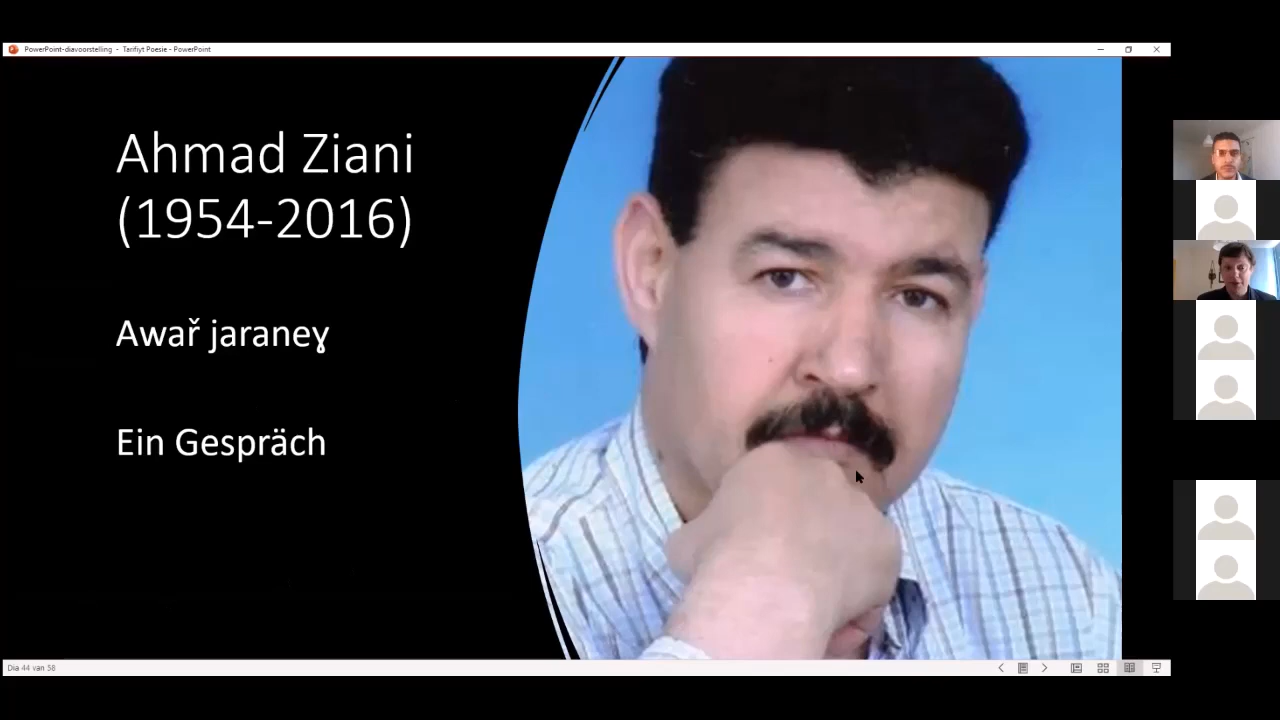 PowerPoint-diavoorstelling - Tarifiyt Poesie - PowerPoint
Ahmad Ziani
(1954-2016)
Awař jaraneɣ
Ein Gespräch
Dia 44 van 58